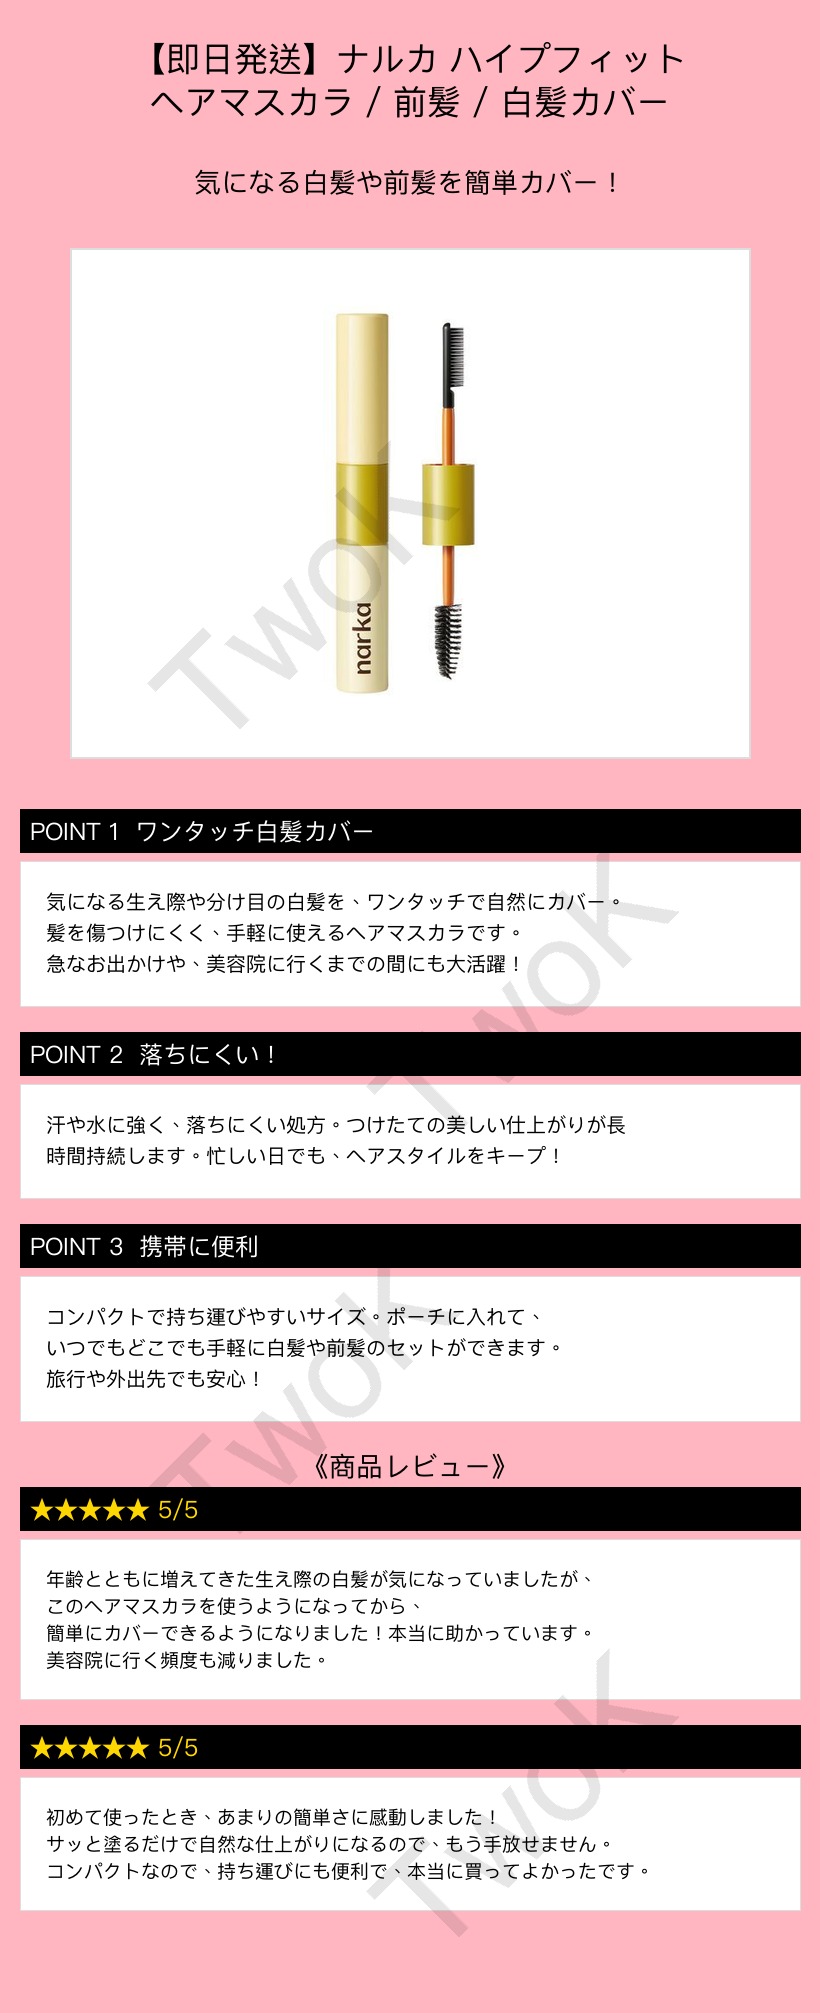 【即日発送】ナルカ ハイプフィット
ヘアマスカラ / 前髪 / 白髪カバー
気になる白髪や前髪を簡単カバー！
narka
TwoK
POINT 1 ワンタッチ白髪カバー
気になる生え際や分け目の白髪を、ワンタッチで自然にカバー。
髪を傷つけにくく、手軽に使えるヘアマスカラです。
急なお出かけや、美容院に行くまでの間にも大活躍！
TwoK
POINT 2 落ちにくい！
汗や水に強く、落ちにくい処方。つけたての美しい仕上がりが長
時間持続します。忙しい日でも、ヘアスタイルをキープ！
POINT 3 携帯に便利
コンパクトで持ち運びやすいサイズ。ポーチに入れて、
いつでもどこでも手軽に白髪や前髪のセットができます。
旅行や外出先でも安心！
TwoK
《商品レビュー》
★★★★★ 5/5
年齢とともに増えてきた生え際の白髪が気になっていましたが、
このヘアマスカラを使うようになってから、
簡単にカバーできるようになりました！本当に助かっています。
美容院に行く頻度も減りました。
★★★★★ 5/5
初めて使ったとき、あまりの簡単さに感動しました！
サッと塗るだけで自然な仕上がりになるので、もう手放せません。
コンパクトなので、持ち運びにも便利で、本当に買ってよかったです。
TwoK